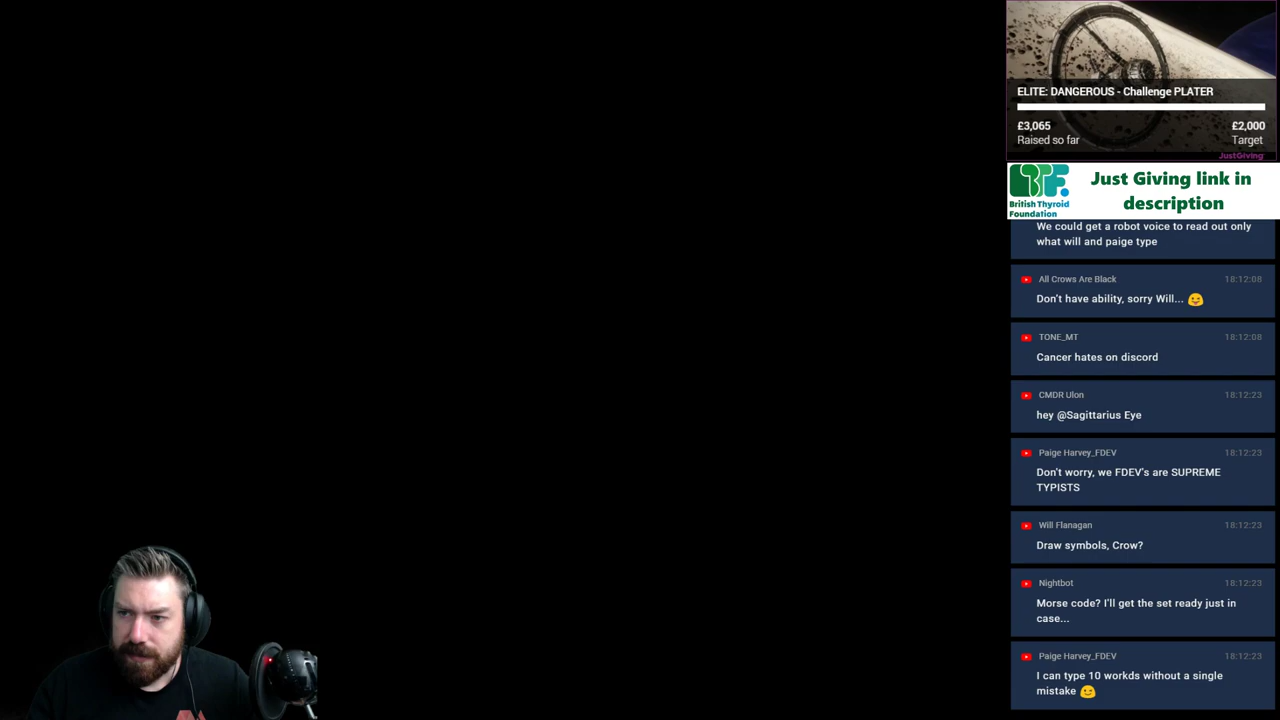 ELITE: DANGEROUS - Challenge PLATER
£3,065
£2,000
Raised so far
Target
JustGiving
BTF.
British Thyroid
Foundation
Just Giving link in
description
We could get a robot voice to read out only
what will and paige type
All Crows Are Black 18:12:08
Don't have ability, sorry Will...
TONE_MT 18:12:08
Cancer hates on discord
CMDR Ulon 18:12:23
hey @Sagittarius Eye
Paige Harvey_FDEV 18:12:23
Don't worry, we FDEV's are SUPREME
TYPISTS
Will Flanagan 18:12:23
Draw symbols, Crow?
Nightbot 18:12:23
Morse code? I'll get the set ready just in
case...
Paige Harvey_FDEV 18:12:23
I can type 10 workds without a single
mistake